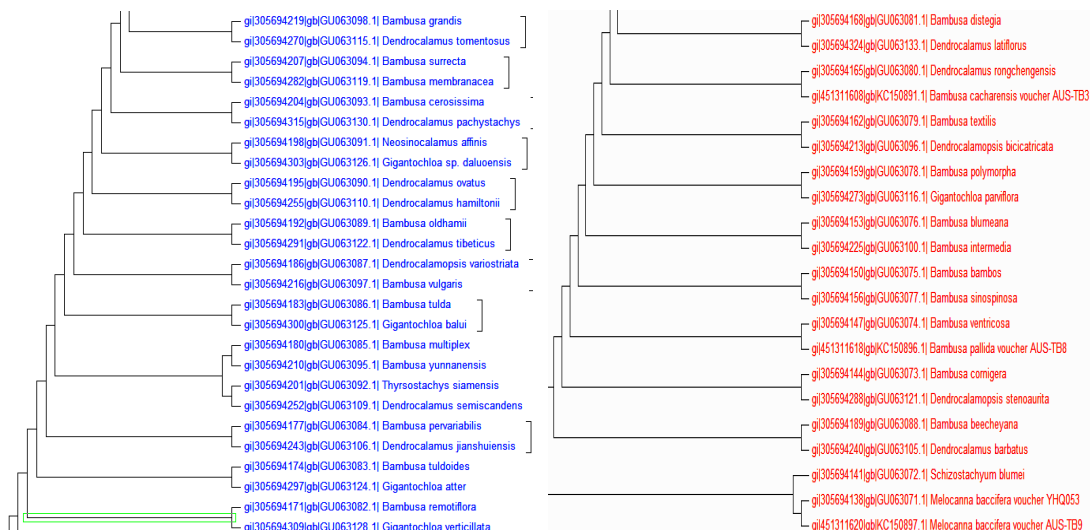 gi|305694219|gb|GU063098.1| Bambusa grandis
gi|305694270|gb|GU063115.1| Dendrocalamus tomentosus
gi|305694207|gb|GU063094.1| Bambusa surrecta
gi|305694282|gb|GU063119.1| Bambusa membranacea
gi|305694204|gb|GU063093.1| Bambusa cerosissima
gi|305694315|gb|GU063130.1| Dendrocalamus pachystachys
gi|305694198|gb|GU063091.1| Neosinocalamus affinis
gi|305694303|gb|GU063126.1| Gigantochloa sp. daluoensis
gi|305694195|gb|GU063090.1| Dendrocalamus ovatus
gi|305694255|gb|GU063110.1| Dendrocalamus hamiltonii
gi|305694192|gb|GU063089.1| Bambusa oldhamii
gi|305694291|gb|GU063122.1| Dendrocalamus tibeticus
gi|305694186|gb|GU063087.1| Dendrocalamopsis variostriata
gi|305694216|gb|GU063097.1| Bambusa vulgaris
gi|305694183|gb|GU063086.1| Bambusa tulda
gi|305694300|gb|GU063125.1| Gigantochloa balui
gi|305694180|gb|GU063085.1| Bambusa multiplex
gi|305694210|gb|GU063095.1| Bambusa yunnanensis
gi|305694201|gb|GU063092.1| Thyrsostachys siamensis
gi|305694252|gb|GU063109.1| Dendrocalamus semiscandens
gi|305694177|gb|GU063084.1| Bambusa pervariabilis
gi|305694243|gb|GU063106.1| Dendrocalamus jianshuiensis
gi|305694174|gb|GU063083.1| Bambusa tuldoides
gi|305694297|gb|GU063124.1| Gigantochloa atter
gi|305694171|gb|GU063082.1| Bambusa remotiflora
gi|305694309|gb|GU063128.1| Gigantochloa verticillata
gi|305694168|gb|GU063081.1| Bambusa distegia
gi|305694324|gb|GU063133.1| Dendrocalamus latiflorus
gi|305694165|gb|GU063080.1| Dendrocalamus rongchengensis
gi|451311608|gb|KC150891.1| Bambusa cacharensis voucher AUS-TB3
gi|305694162|gb|GU063079.1| Bambusa textilis
gi|305694213|gb|GU063096.1| Dendrocalamopsis bicicatricata
gi|305694159|gb|GU063078.1| Bambusa polymorpha
gi|305694273|gb|GU063116.1| Gigantochloa parviflora
gi|305694153|gb|GU063076.1| Bambusa blumeana
gi|305694225|gb|GU063100.1| Bambusa intermedia
gi|305694150|gb|GU063075.1| Bambusa bambos
gi|305694156|gb|GU063077.1| Bambusa sinospinosa
gi|305694147|gb|GU063074.1| Bambusa ventricosa
gi|451311618|gb|KC150896.1| Bambusa pallida voucher AUS-TB8
gi|305694144|gb|GU063073.1| Bambusa cornigera
gi|305694288|gb|GU063121.1| Dendrocalamopsis stenoaurita
gi|305694189|gb|GU063088.1| Bambusa beecheyana
gi|305694240|gb|GU063105.1| Dendrocalamus barbatus
gi|305694141|gb|GU063072.1| Schizostachyum blumei
gi|305694138|gb|GU063071.1| Melocanna baccifera voucher YHQ053
gi|451311620|gb|KC150897.1| Melocanna baccifera voucher AUS-TB9